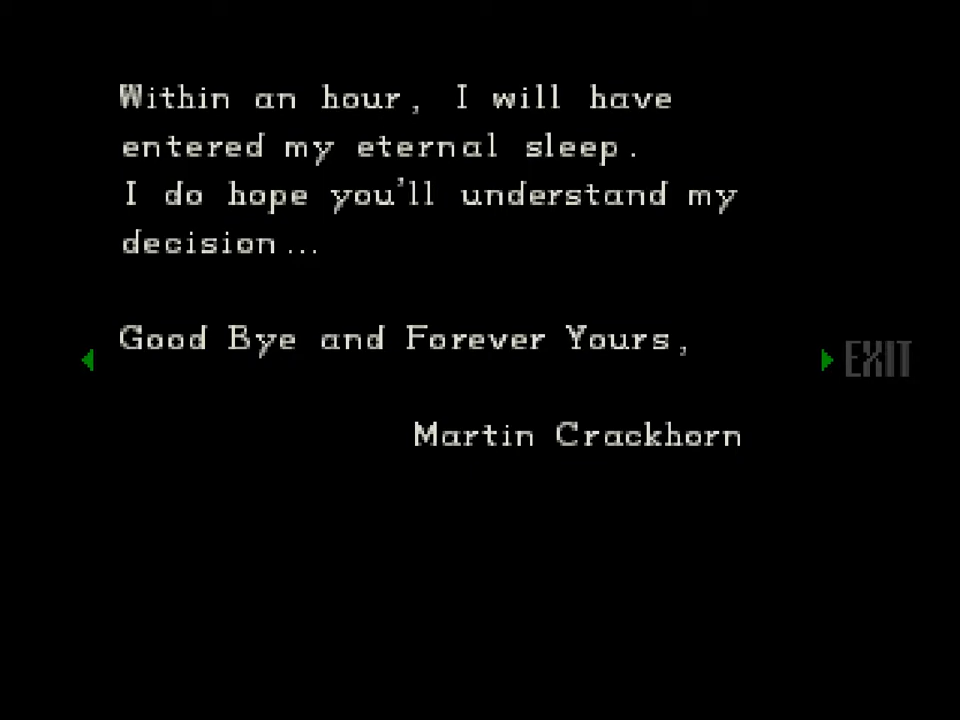 Within an hour, I will have
entered my eternal sleep.
I do hope you'll understand my
decision...
Good Bye and Forever Yours,
EXIT
Martin Crackhorn